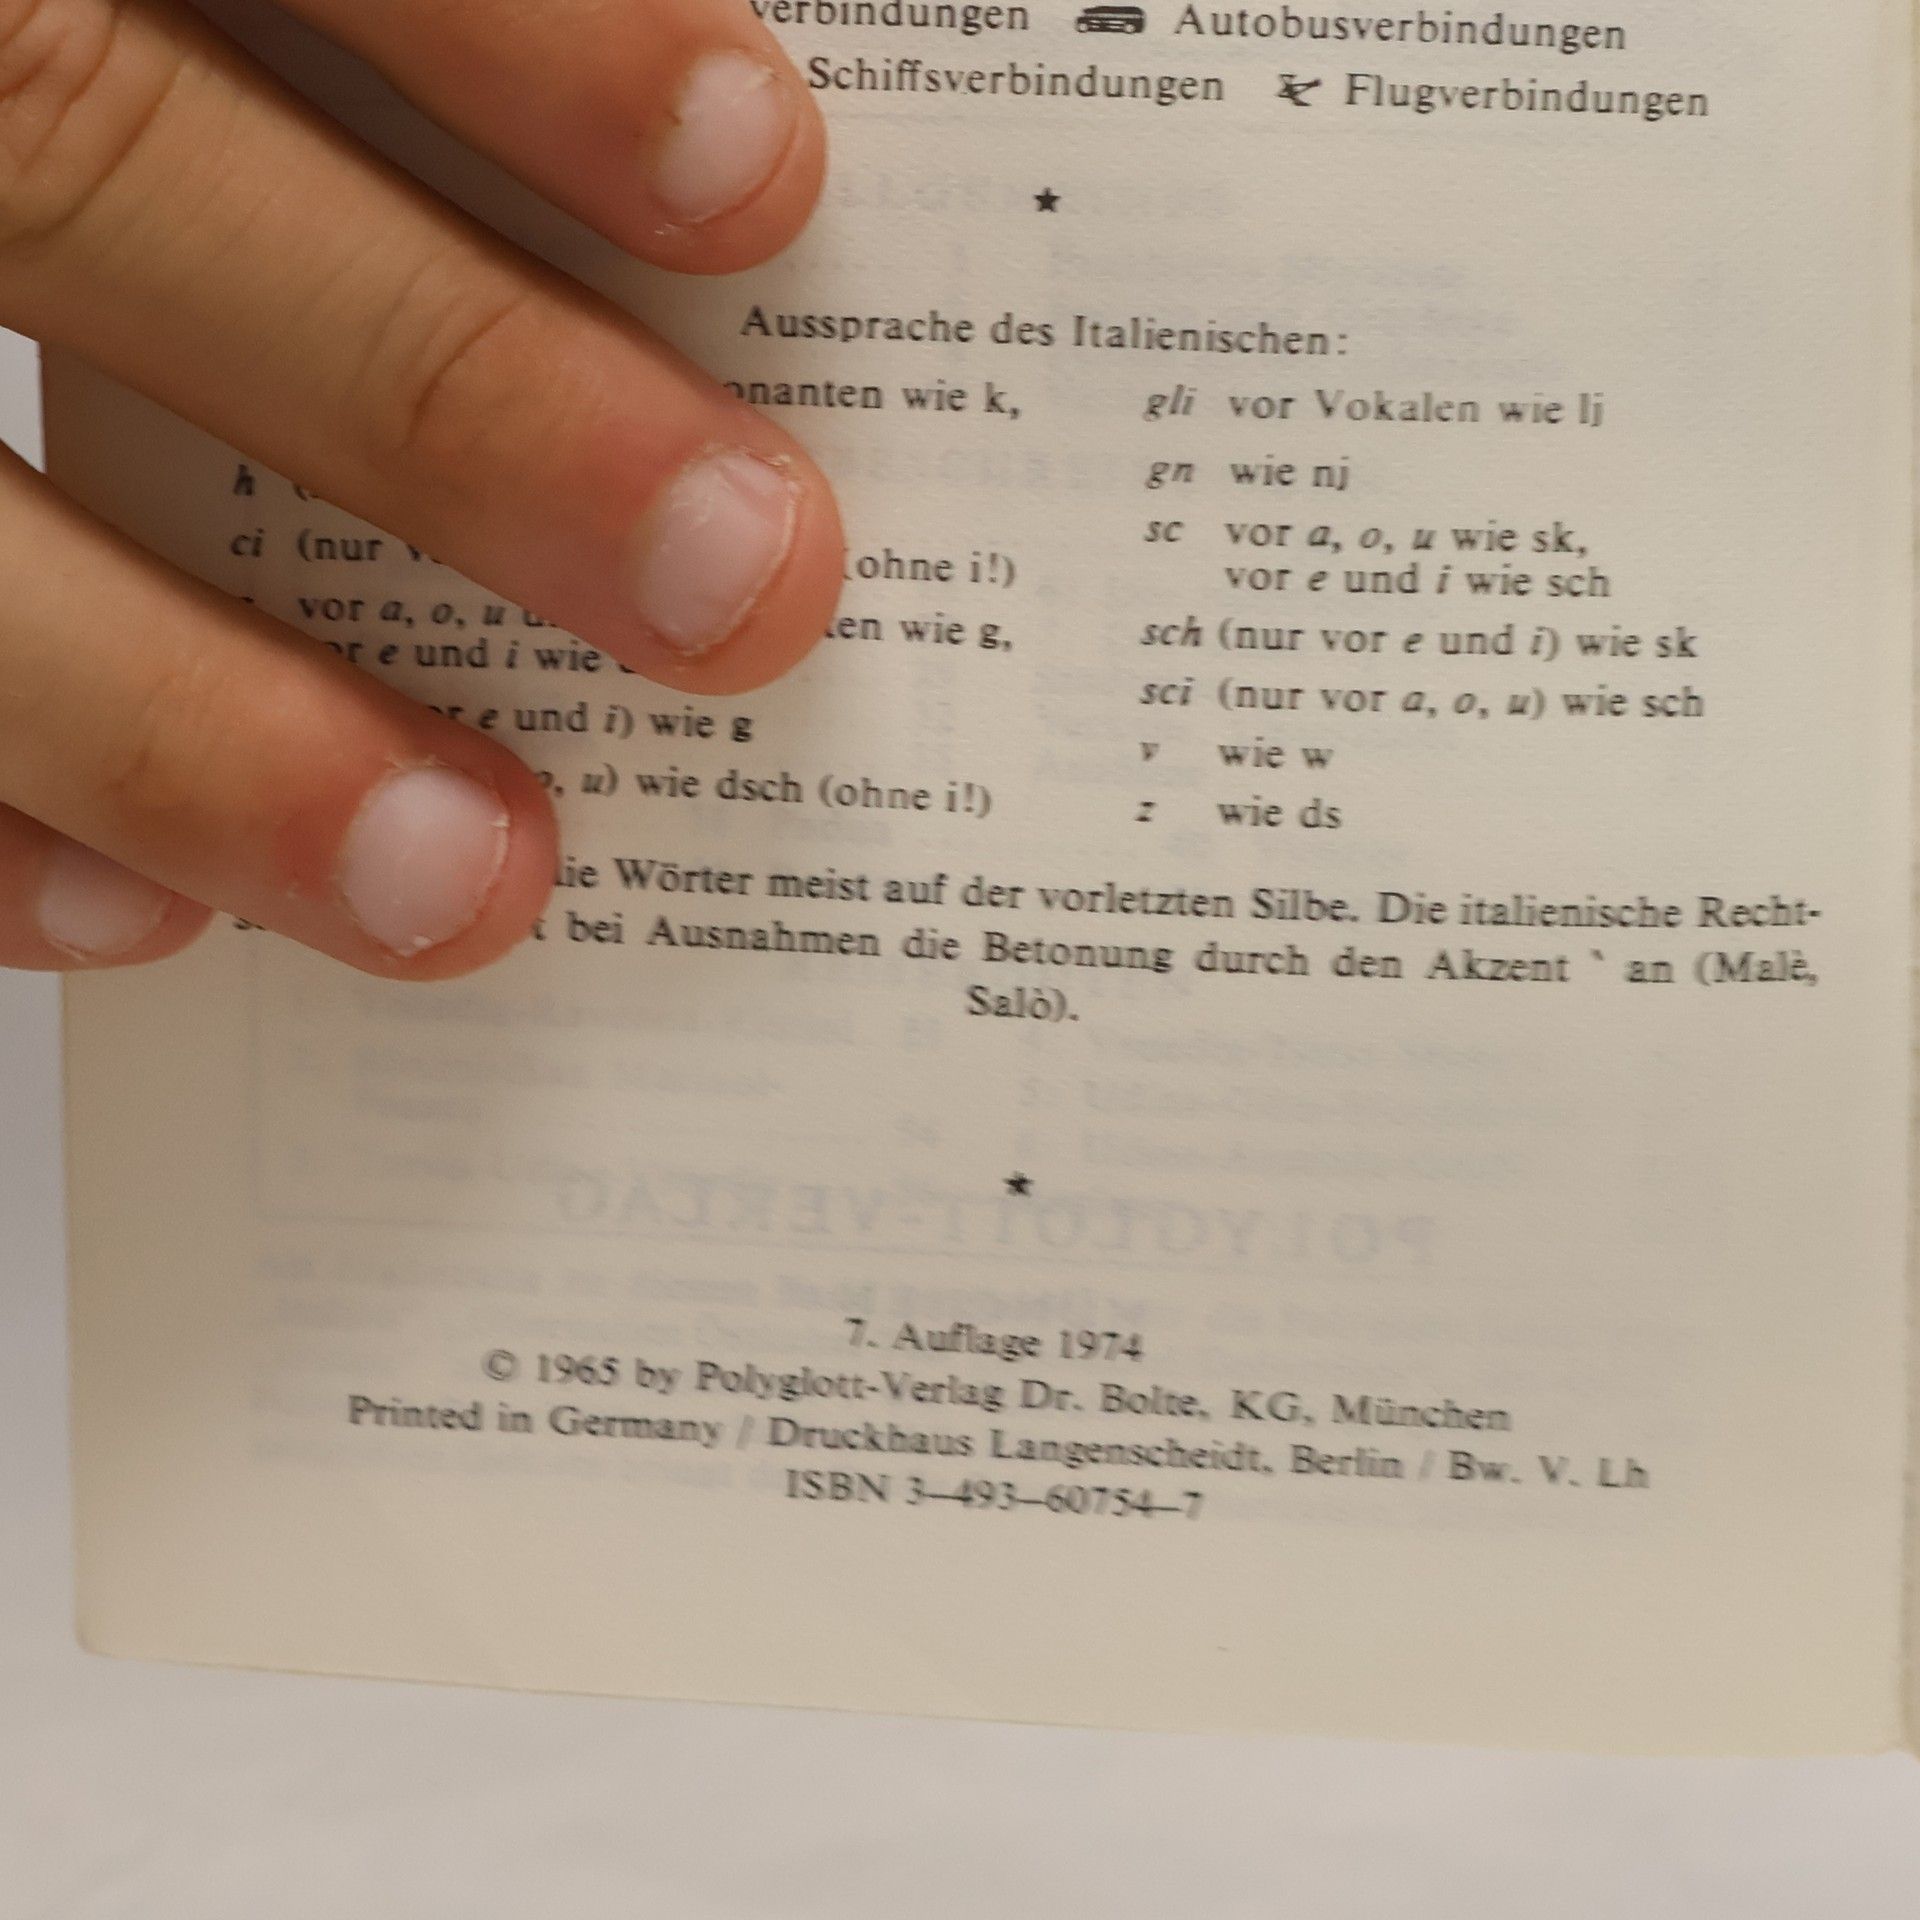 verbindungen Autobusverbindungen
Schiffsverbindungen Flugverbindungen
★
Aussprache des Italienischen:
wie k,
h
ci (nur (ohne i!)
vor a, o, u wie g,
e und i wie
e und i) wie g
u) wie dsch (ohne i!)
gli vor Vokalen wie lj
gn wie nj
sc vor a, o, u wie sk,
vor e und i wie sch
sch (nur vor e und i) wie sk
sci (nur vor a, o, u) wie sch
v wie w
z wie ds
die Wörter meist auf der vorletzten Silbe. Die italienische Recht-
bei Ausnahmen die Betonung durch den Akzent ` an (Malè,
Salò).
★
POLYGLOTT-VERLAG
7. Auflage 1974
© 1965 by Polyglott-Verlag Dr. Bolte, KG, München
Printed in Germany / Druckhaus Langenscheidt, Berlin / Bw. V. Lh
ISBN 3–493–60754–7